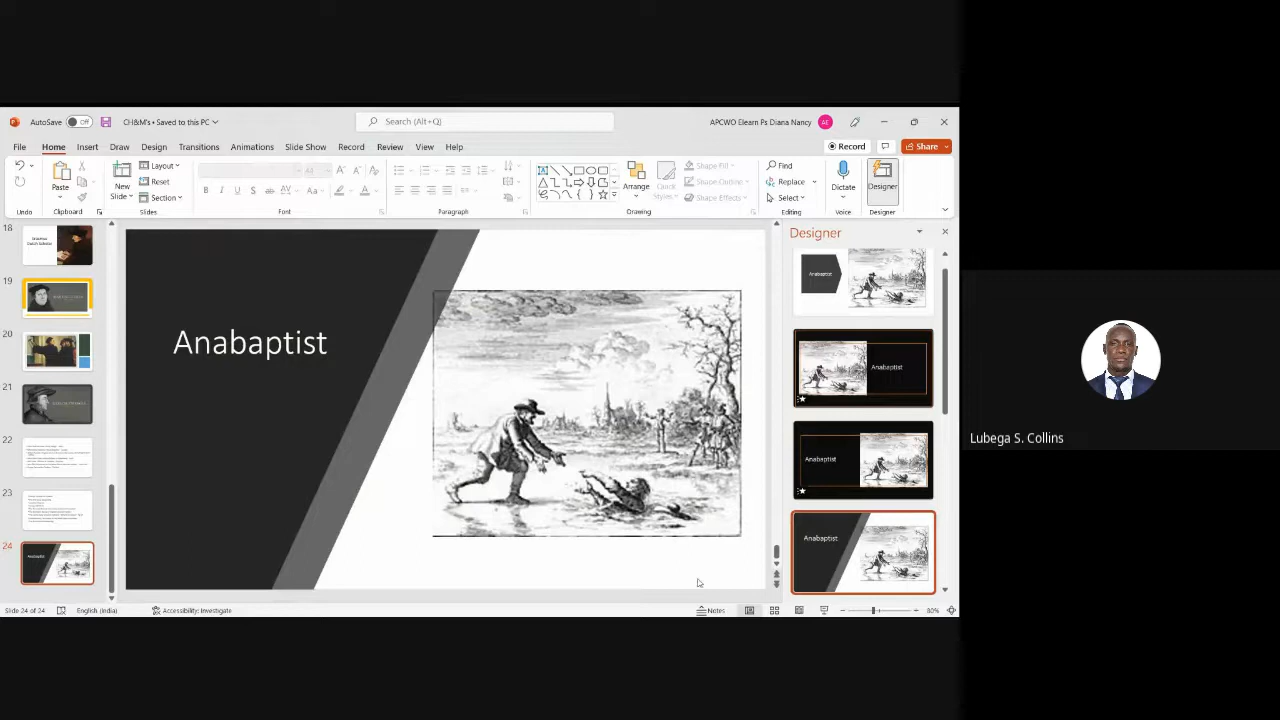 AutoSave Off CH&M's • Saved to this PC Search (Alt+Q) APCWO Elearn Ps Diana Nancy AE
File Home Insert Draw Design Transitions Animations Slide Show Record Review View Help Record Share
Paste New Slide Layout Reset Section B I U S ab AV Aa A Arrange Quick Styles Shape Fill Shape Outline Shape Effects Find Replace Select Dictate Designer
Undo Clipboard Slides Font Paragraph Drawing Editing Voice Designer
Designer
18
19
20
21
22
23
24
Anabaptist
Anabaptist
Anabaptist
Anabaptist
Anabaptist
Anabaptist
Lubega S. Collins
Slide 24 of 24 English (India) Accessibility: Investigate Notes 80%